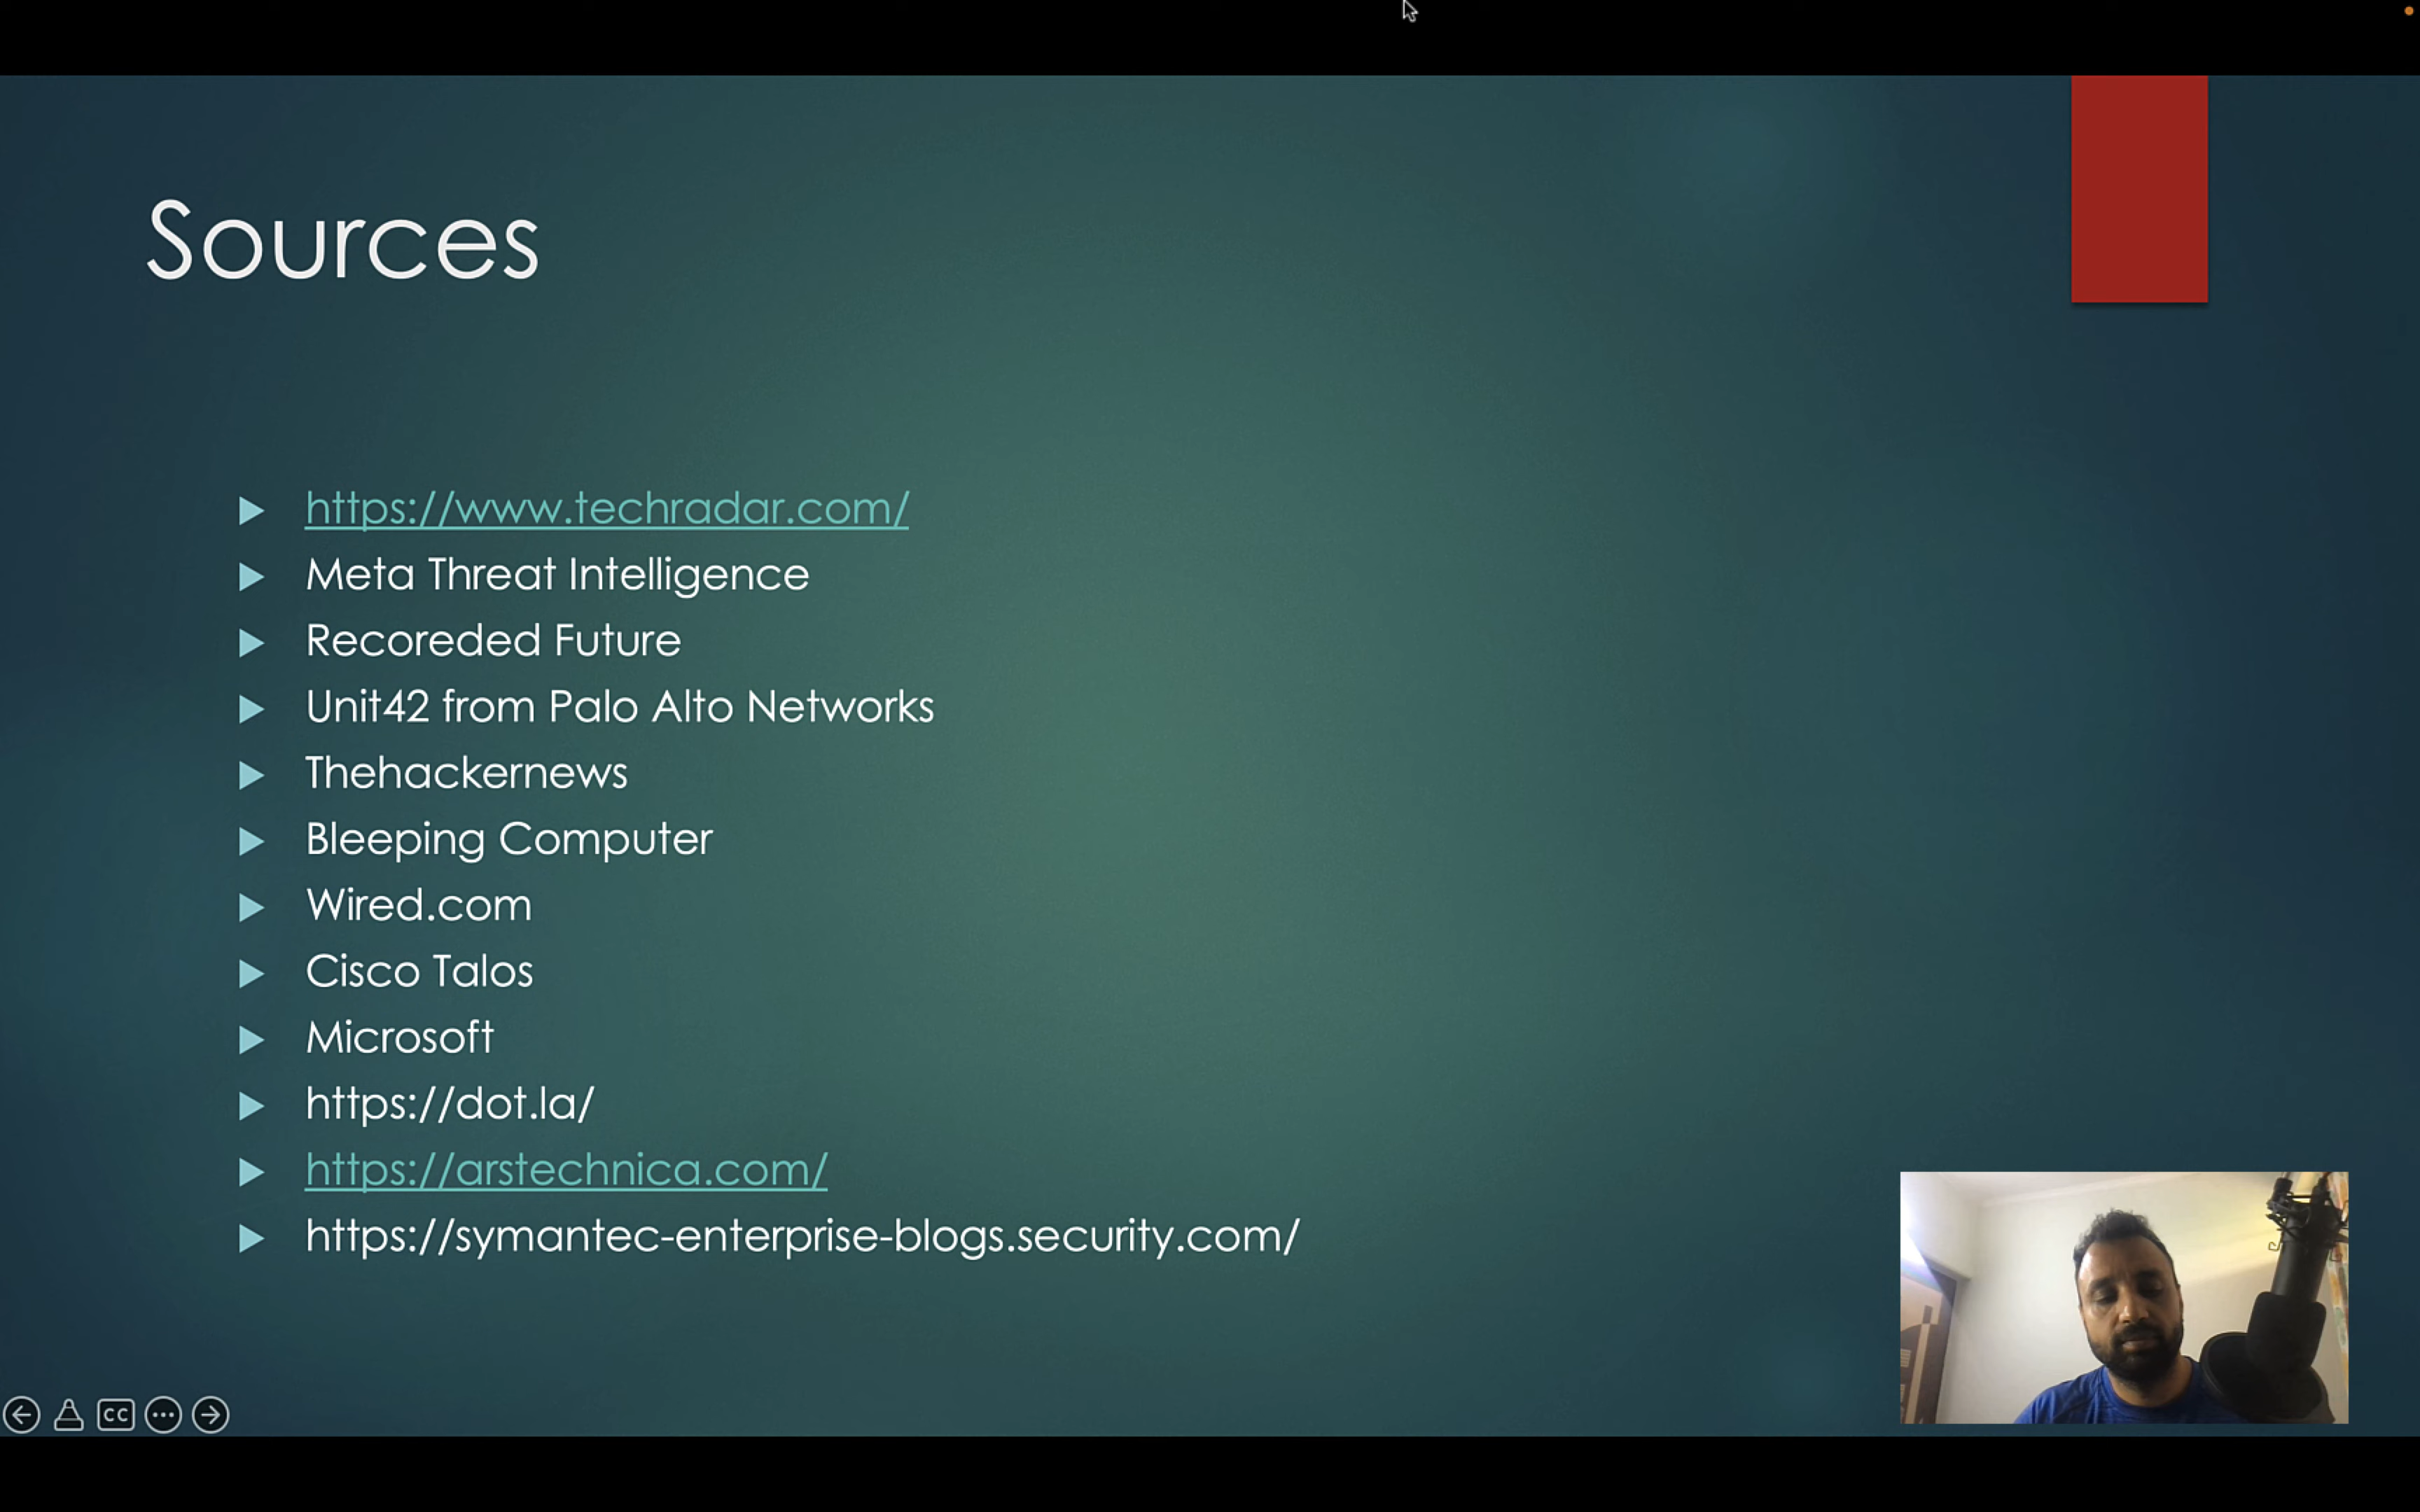 Sources
https://www.techradar.com/
Meta Threat Intelligence
Recoreded Future
Unit42 from Palo Alto Networks
Thehackernews
Bleeping Computer
Wired.com
Cisco Talos
Microsoft
https://dot.la/
https://arstechnica.com/
https://symantec-enterprise-blogs.security.com/
CC